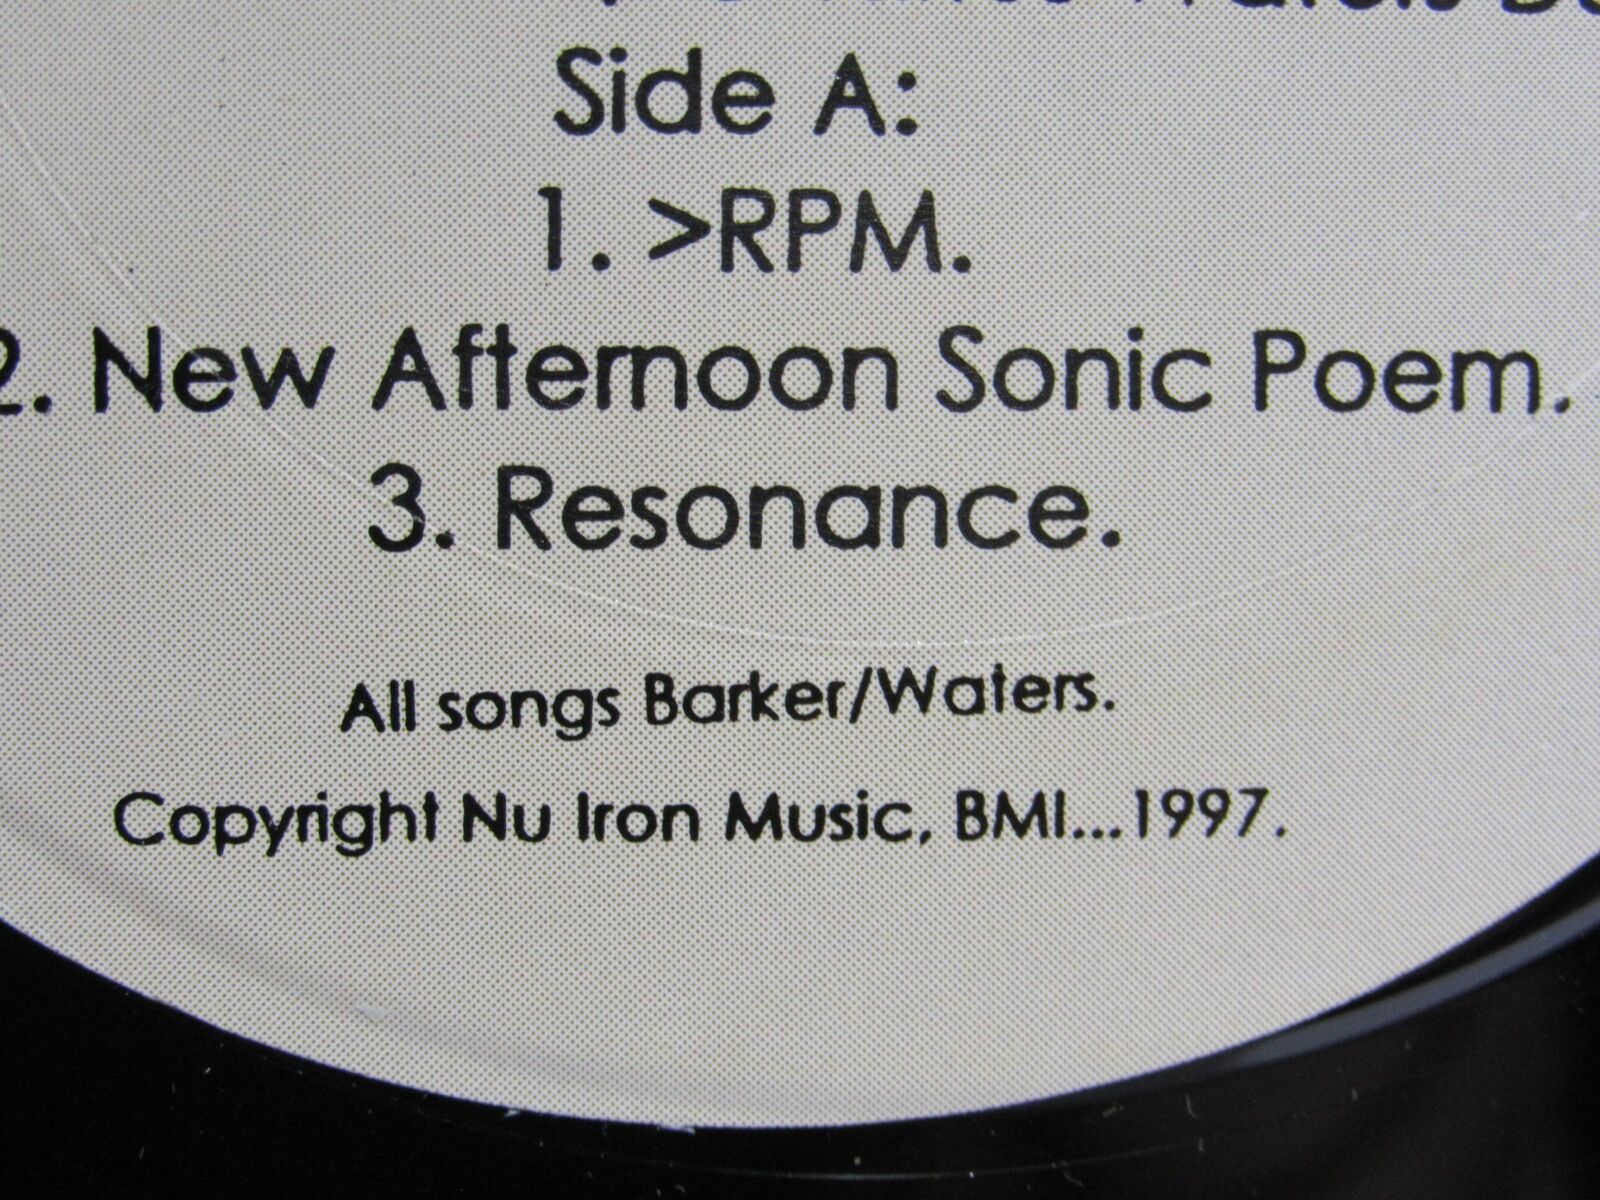 Side A:
1. >RPM.
2. New Afternoon Sonic Poem.
3. Resonance.
All songs Barker/Waters.
Copyright Nu Iron Music, BMI...1997.